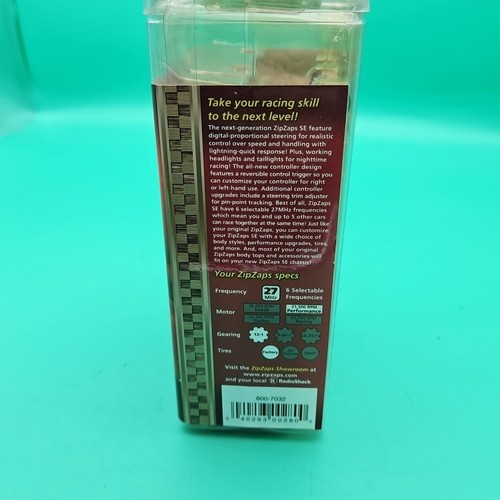 Take your racing skill
to the next level!
The next-generation ZipZaps SE feature
digital-proportional steering for realistic
control over speed and handling with
lightning-quick response! Plus, working
headlights and taillights for nighttime
racing! The all-new controller design
features a reversible control trigger so you
can customize your controller for right
or left-hand use. Additional controller
upgrades include a steering trim adjuster
for pin-point tracking. Best of all, ZipZaps
SE have 6 selectable 27MHz frequencies
which mean you and up to 5 other cars
can race together at the same time! Just like
your original ZipZaps, you can customize
your ZipZaps SE with a wide choice of
body styles, performance upgrades, tires,
and more. And, most of your original
ZipZaps body tops and accessories will
fit on your new ZipZaps SE chassis!
Your ZipZaps specs
Frequency 27 MHz 6 Selectable Frequencies
Motor Performance
Gearing 12:1
Tires Factory
Visit the ZipZaps Showroom at
www.zipzaps.com
and your local R RadioShack
600-7032
40293 00250